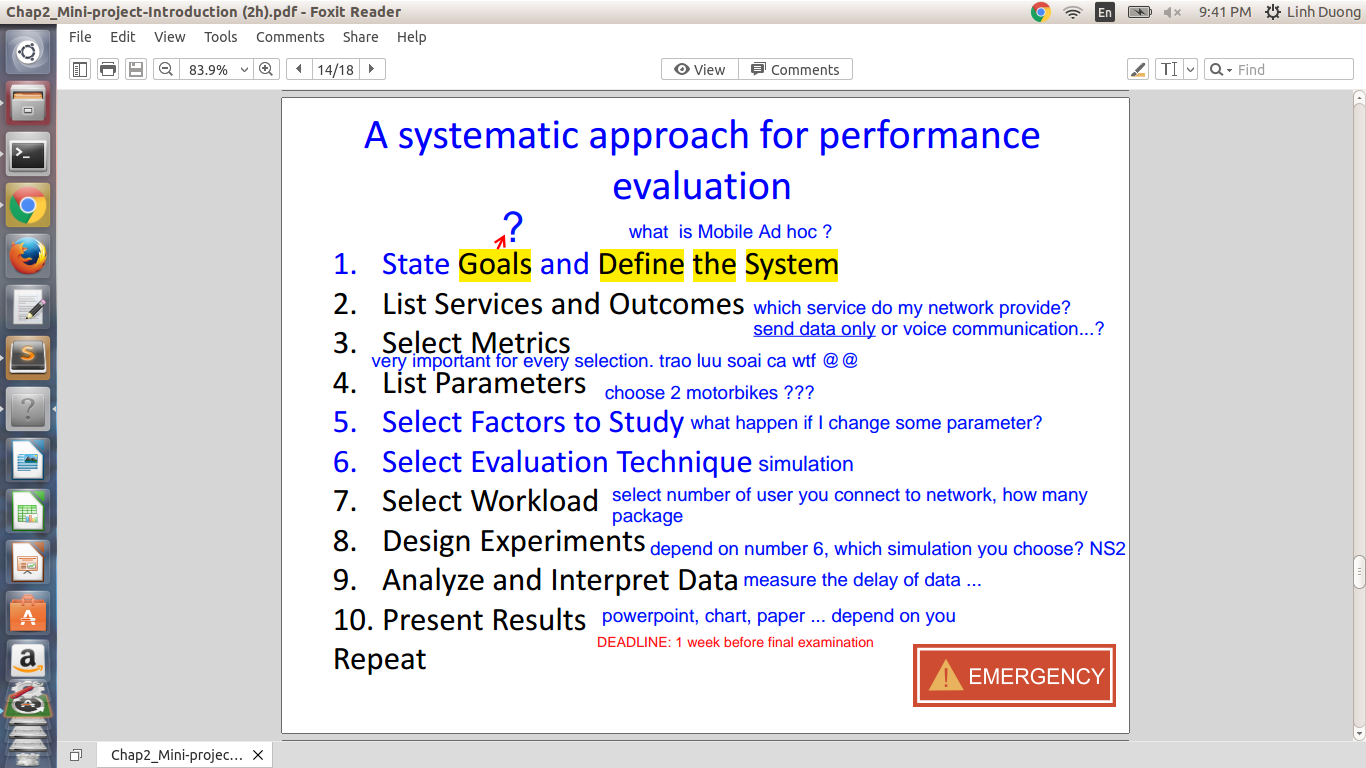 Chap2_Mini-project-Introduction (2h).pdf - Foxit Reader
En
9:41 PM
Linh Duong
File Edit View Tools Comments Share Help
83.9%
14/18
View
Comments
Find
A systematic approach for performance
evaluation
?
what is Mobile Ad hoc ?
1. State Goals and Define the System
2. List Services and Outcomes
which service do my network provide?
send data only or voice communication...?
3. Select Metrics
very important for every selection. trao luu soai ca wtf @@
4. List Parameters
choose 2 motorbikes ???
5. Select Factors to Study what happen if I change some parameter?
6. Select Evaluation Technique simulation
7. Select Workload
select number of user you connect to network, how many
package
8. Design Experiments depend on number 6, which simulation you choose? NS2
9. Analyze and Interpret Data measure the delay of data ...
10. Present Results powerpoint, chart, paper ... depend on you
DEADLINE: 1 week before final examination
Repeat
EMERGENCY
Chap2_Mini-projec...